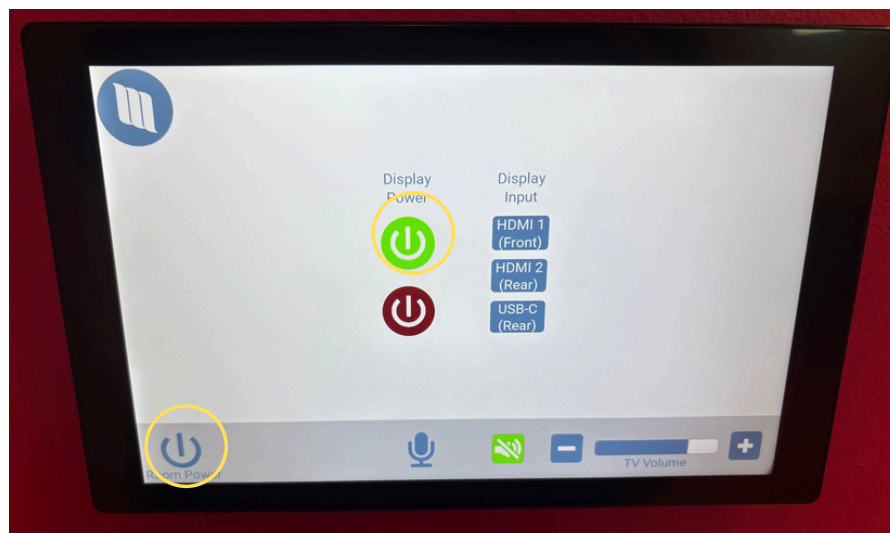 Display
Power
Display
Input
HDMI 1
(Front)
HDMI 2
(Rear)
USB-C
(Rear)
Room Power
TV Volume